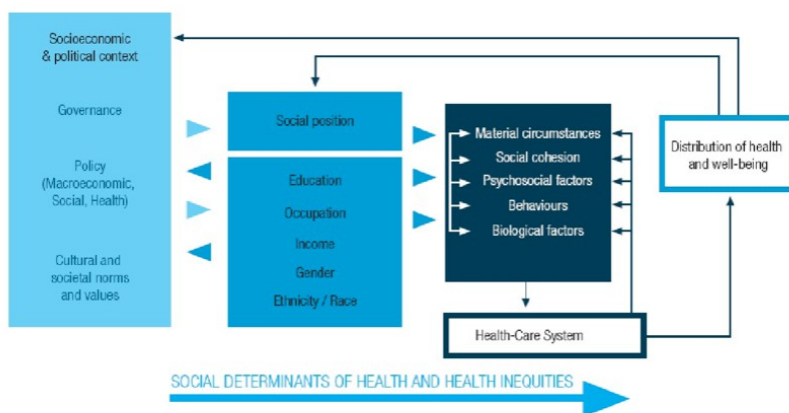 Socioeconomic
& political context
Governance
Policy
(Macroeconomic,
Social, Health)
Cultural and
societal norms
and values
Social position
Education
Occupation
Income
Gender
Ethnicity / Race
Material circumstances
Social cohesion
Psychosocial factors
Behaviours
Biological factors
Health-Care System
Distribution of health
and well-being
SOCIAL DETERMINANTS OF HEALTH AND HEALTH INEQUITIES